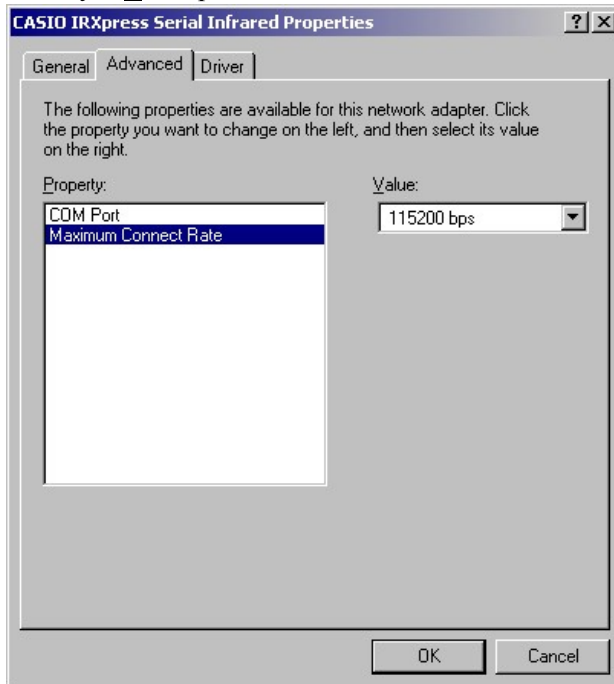 CASIO IRXpress Serial Infrared Properties
General Advanced Driver
The following properties are available for this network adapter. Click
the property you want to change on the left, and then select its value
on the right.
Property:
Value:
COM Port
115200 bps
Maximum Connect Rate
OK Cancel